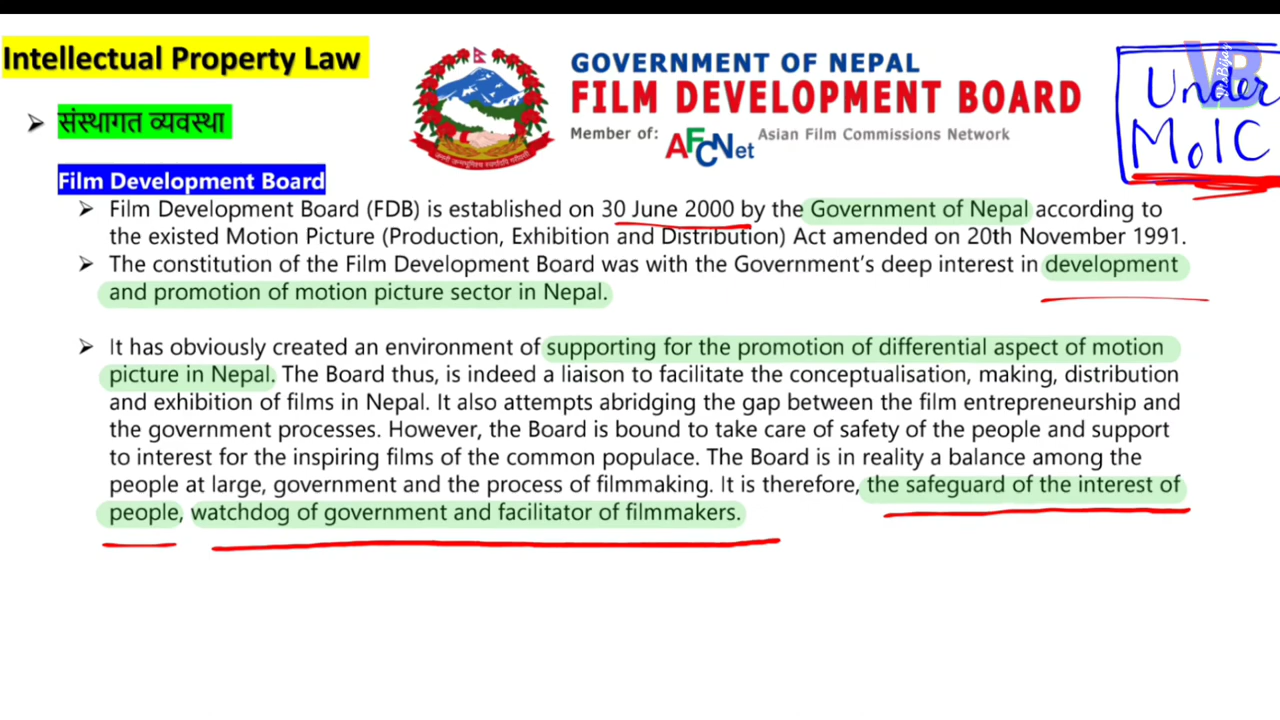 Intellectual Property Law
संस्थागत व्यवस्था
GOVERNMENT OF NEPAL
FILM DEVELOPMENT BOARD
Member of: AFCNet Asian Film Commissions Network
Under
MoIC
VB
Film Development Board
Film Development Board (FDB) is established on 30 June 2000 by the Government of Nepal according to
the existed Motion Picture (Production, Exhibition and Distribution) Act amended on 20th November 1991.
The constitution of the Film Development Board was with the Government’s deep interest in development
and promotion of motion picture sector in Nepal.
It has obviously created an environment of supporting for the promotion of differential aspect of motion
picture in Nepal. The Board thus, is indeed a liaison to facilitate the conceptualisation, making, distribution
and exhibition of films in Nepal. It also attempts abridging the gap between the film entrepreneurship and
the government processes. However, the Board is bound to take care of safety of the people and support
to interest for the inspiring films of the common populace. The Board is in reality a balance among the
people at large, government and the process of filmmaking. It is therefore, the safeguard of the interest of
people, watchdog of government and facilitator of filmmakers.